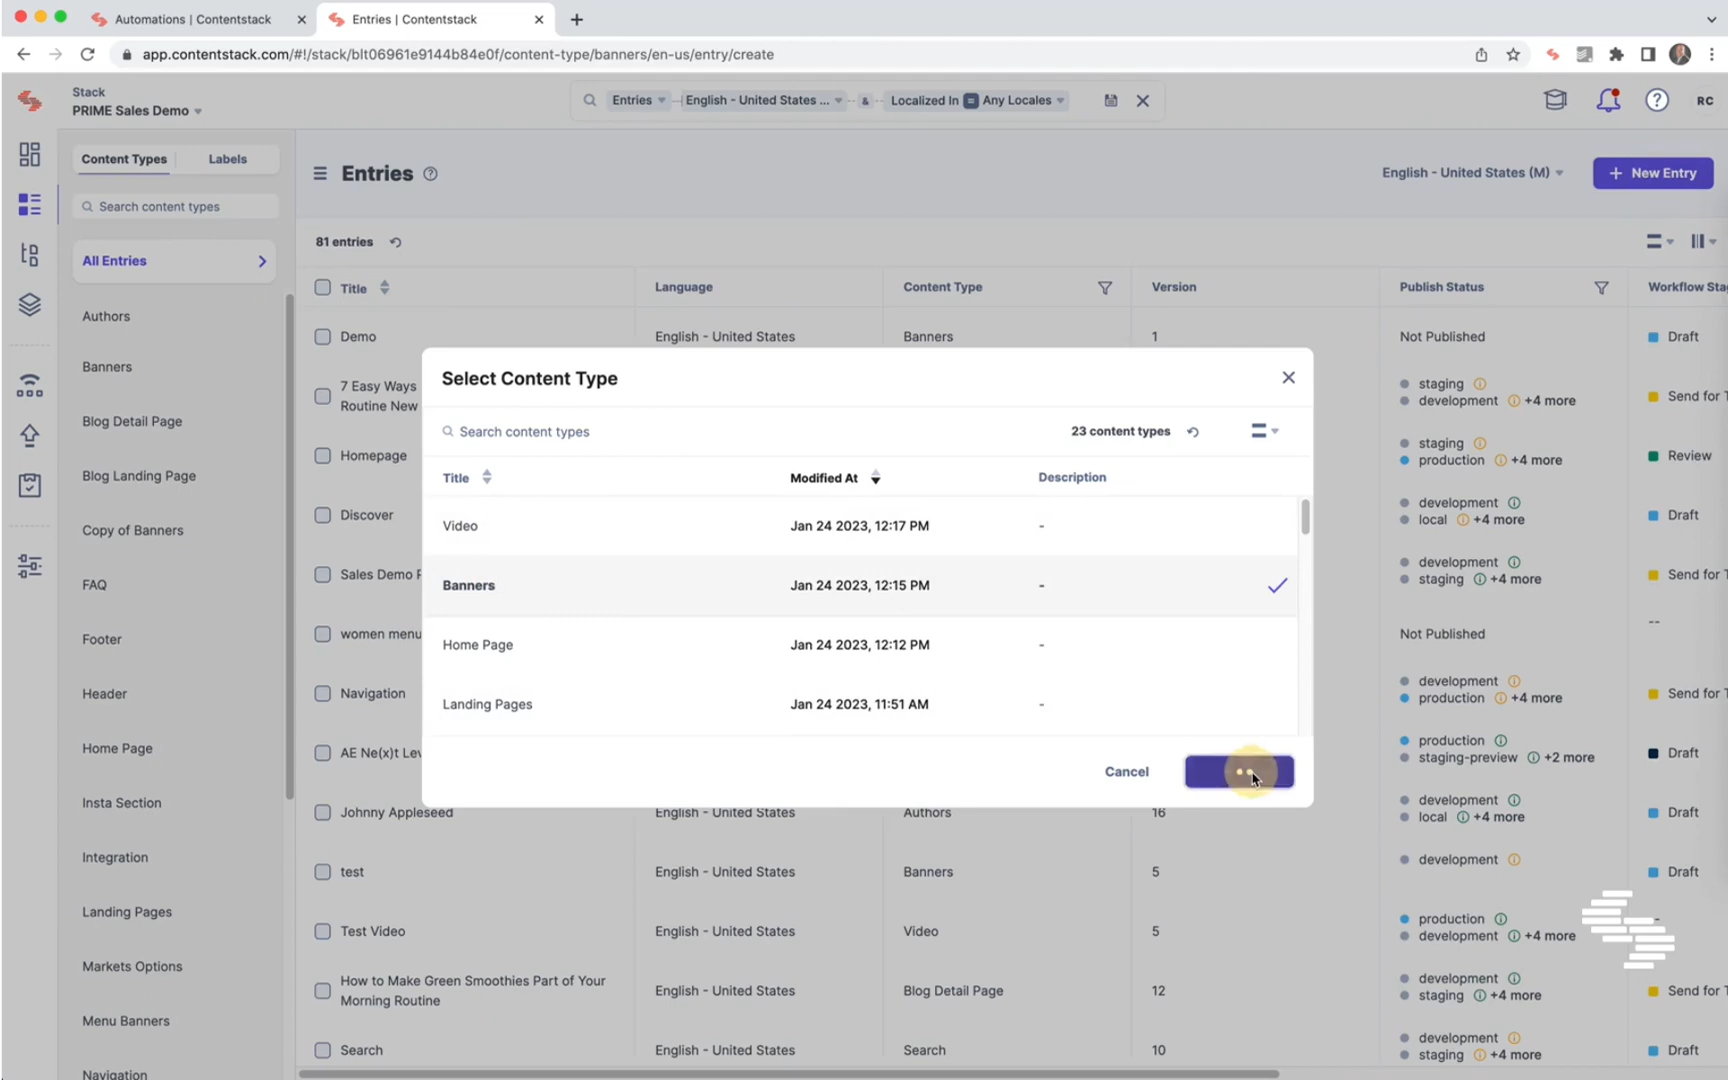 Automations | Contentstack
Entries | Contentstack
app.contentstack.com/#!/stack/blt06961e9144b84e0f/content-type/banners/en-us/entry/create
Stack
PRIME Sales Demo
Entries
English - United States ...
&
Localized In = Any Locales
RC
Content Types
Labels
Search content types
All Entries
Authors
Banners
Blog Detail Page
Blog Landing Page
Copy of Banners
FAQ
Footer
Header
Home Page
Insta Section
Integration
Landing Pages
Markets Options
Menu Banners
Navigation
Entries
English - United States (M)
+ New Entry
81 entries
Title Language Content Type Version Publish Status Workflow Sta
Demo English - United States Banners 1 Not Published Draft
7 Easy Ways
Routine New
staging
development +4 more
Send for T
Homepage
staging
production +4 more
Review
Discover
development
local +4 more
Draft
Sales Demo P
development
staging +4 more
Send for T
women menu
Not Published
--
Navigation
development
production +4 more
Send for T
AE Ne(x)t Lev
production
staging-preview +2 more
Draft
Johnny Appleseed English - United States Authors 16
development
local +4 more
Draft
test English - United States Banners 5 development Draft
Test Video English - United States Video 5
production
development +4 more
How to Make Green Smoothies Part of Your
Morning Routine
English - United States Blog Detail Page 12
development
staging +4 more
Send for T
Search English - United States Search 10
development
staging +4 more
Draft
Select Content Type
Search content types
23 content types
Title Modified At Description
Video Jan 24 2023, 12:17 PM -
Banners Jan 24 2023, 12:15 PM -
Home Page Jan 24 2023, 12:12 PM -
Landing Pages Jan 24 2023, 11:51 AM -
Cancel